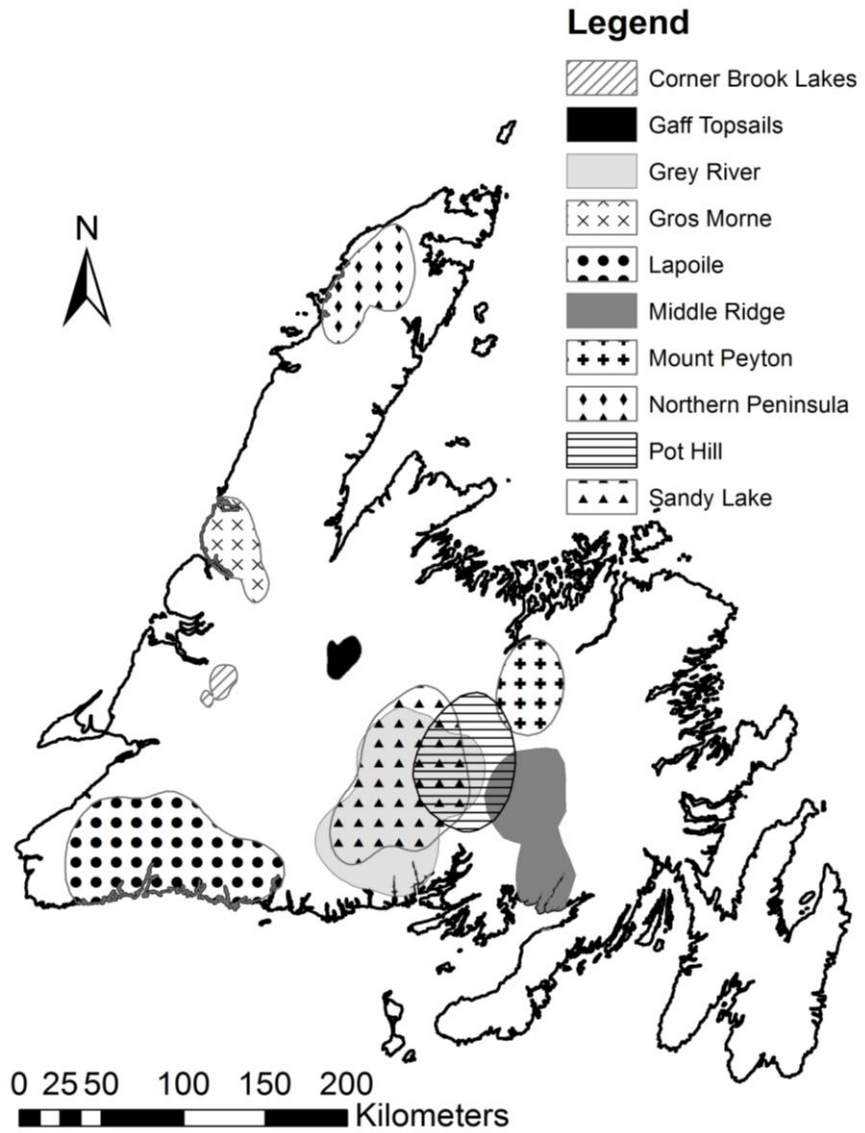 Legend
Corner Brook Lakes
Gaff Topsails
Grey River
Gros Morne
Lapoile
Middle Ridge
Mount Peyton
Northern Peninsula
Pot Hill
Sandy Lake
N
0 25 50 100 150 200
Kilometers